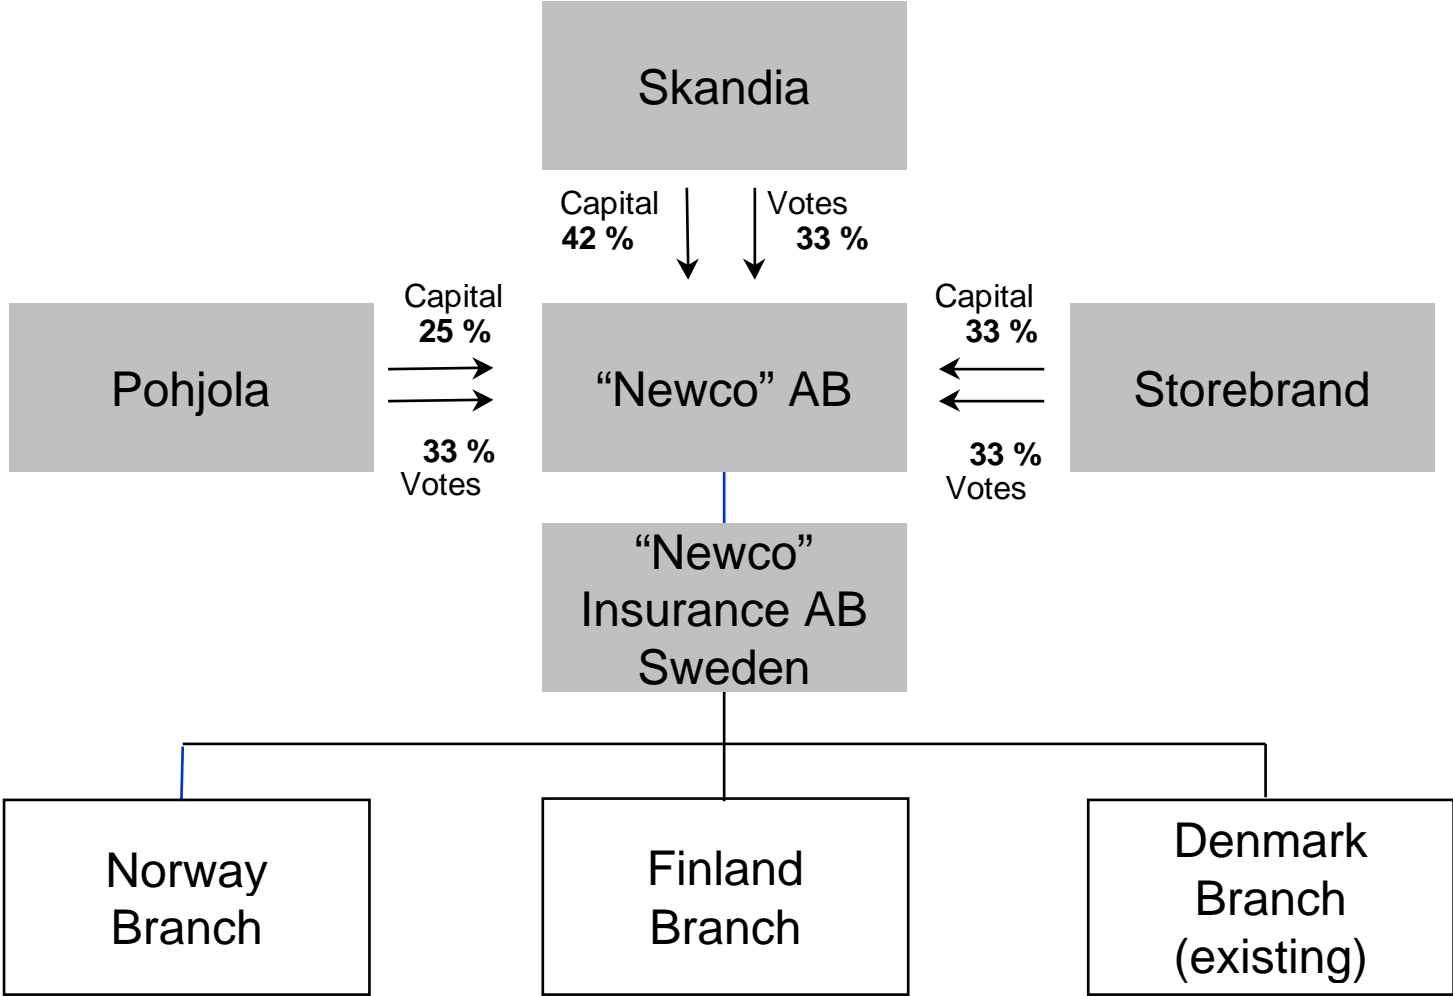 Skandia
Capital
42 %
Votes
33 %
Pohjola
Capital
25 %
33 %
Votes
“Newco” AB
Capital
33 %
33 %
Votes
Storebrand
“Newco”
Insurance AB
Sweden
Norway
Branch
Finland
Branch
Denmark
Branch
(existing)